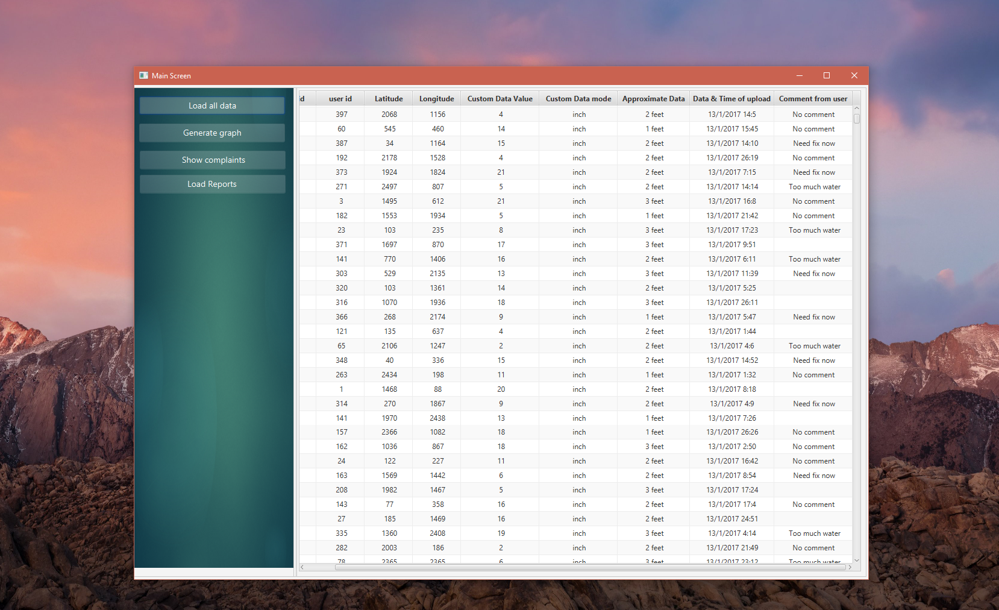 Main Screen
Load all data
Generate graph
Show complaints
Load Reports
id user id Latitude Longitude Custom Data Value Custom Data mode Approximate Data Data & Time of upload Comment from user
397 2068 1156 4 inch 2 feet 13/1/2017 14:5 No comment
60 545 460 14 inch 1 feet 13/1/2017 15:45 No comment
387 34 1164 15 inch 2 feet 13/1/2017 14:10 Need fix now
192 2178 1528 4 inch 2 feet 13/1/2017 26:19 No comment
373 1924 1824 21 inch 2 feet 13/1/2017 7:15 Need fix now
271 2497 807 5 inch 2 feet 13/1/2017 14:14 Too much water
3 1495 612 21 inch 3 feet 13/1/2017 16:8 No comment
182 1553 1934 5 inch 1 feet 13/1/2017 21:42 No comment
23 103 235 8 inch 3 feet 13/1/2017 17:23 Too much water
371 1697 870 17 inch 3 feet 13/1/2017 9:51
141 770 1406 16 inch 2 feet 13/1/2017 6:11 Too much water
303 529 2135 13 inch 3 feet 13/1/2017 11:39 Need fix now
320 103 1361 14 inch 2 feet 13/1/2017 5:25
316 1070 1936 18 inch 3 feet 13/1/2017 26:11
366 268 2174 9 inch 1 feet 13/1/2017 5:47 Need fix now
121 135 637 4 inch 2 feet 13/1/2017 1:44
65 2106 1247 2 inch 2 feet 13/1/2017 4:6 Too much water
348 40 336 15 inch 2 feet 13/1/2017 14:52 Need fix now
263 2434 198 11 inch 1 feet 13/1/2017 1:32 No comment
1 1468 88 20 inch 2 feet 13/1/2017 8:18
314 270 1867 9 inch 2 feet 13/1/2017 4:9 Need fix now
141 1970 2438 13 inch 1 feet 13/1/2017 7:26
157 2366 1082 18 inch 1 feet 13/1/2017 26:26 No comment
162 1036 867 18 inch 3 feet 13/1/2017 2:50 No comment
24 122 227 11 inch 2 feet 13/1/2017 16:42 No comment
163 1569 1442 6 inch 2 feet 13/1/2017 8:54 Need fix now
208 1982 1467 5 inch 3 feet 13/1/2017 17:24
143 77 358 16 inch 2 feet 13/1/2017 17:4 No comment
27 185 1469 16 inch 2 feet 13/1/2017 24:51
335 1360 2408 19 inch 3 feet 13/1/2017 4:14 Too much water
282 2003 186 2 inch 2 feet 13/1/2017 21:49 No comment
78 2365 2365 6 inch 3 feet 13/1/2017 23:12 Too much water